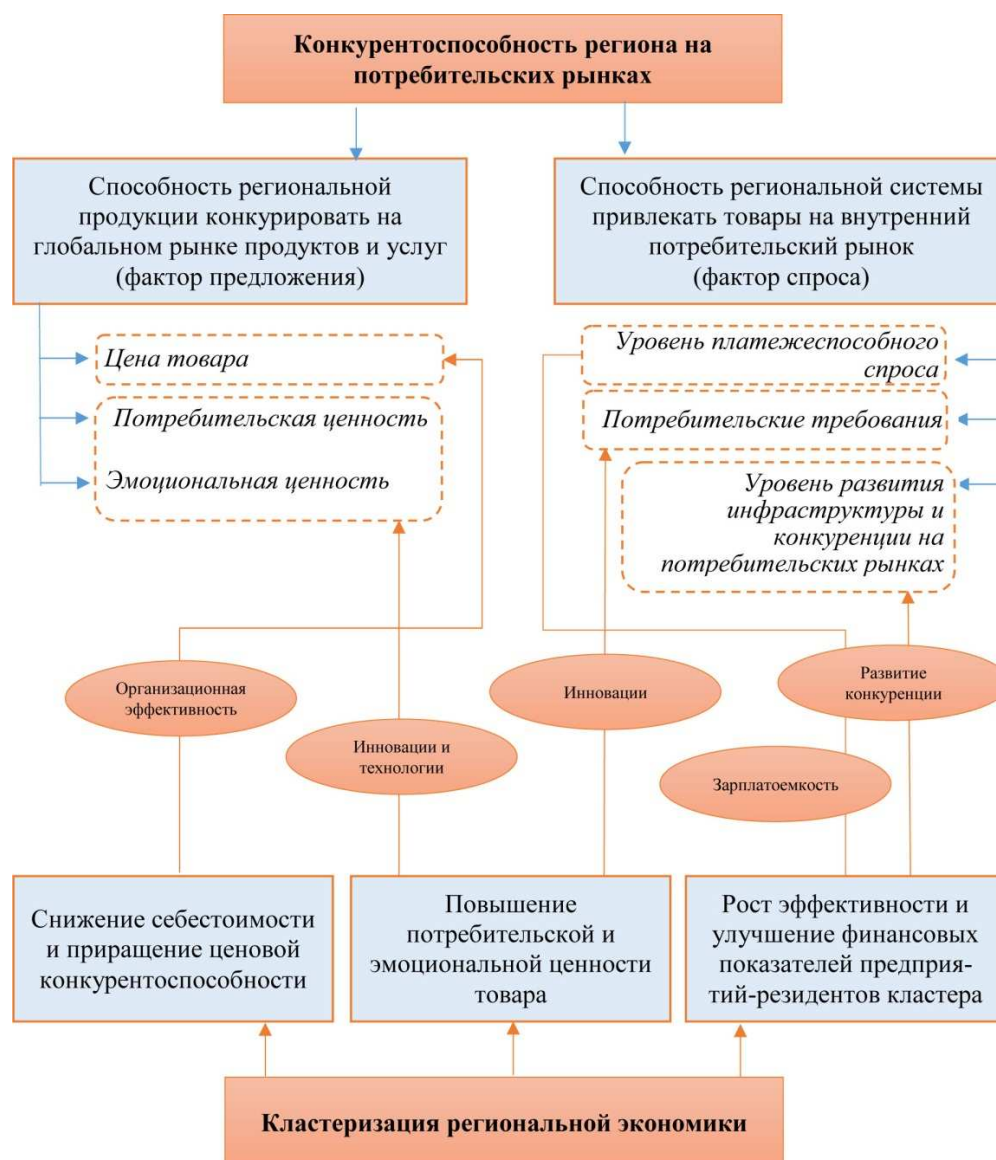 Конкурентоспособность региона на
потребительских рынках
Способность региональной
продукции конкурировать на
глобальном рынке продуктов и услуг
(фактор предложения)
Способность региональной системы
привлекать товары на внутренний
потребительский рынок
(фактор спроса)
Цена товара
Потребительская ценность
Эмоциональная ценность
Уровень платежеспособного
спроса
Потребительские требования
Уровень развития
инфраструктуры и
конкуренции на
потребительских рынках
Организационная
эффективность
Инновации и
технологии
Инновации
Развитие
конкуренции
Зарплатоемкость
Снижение себестоимости
и приращение ценовой
конкурентоспособности
Повышение
потребительской и
эмоциональной ценности
товара
Рост эффективности и
улучшение финансовых
показателей предприя-
тий-резидентов кластера
Кластеризация региональной экономики